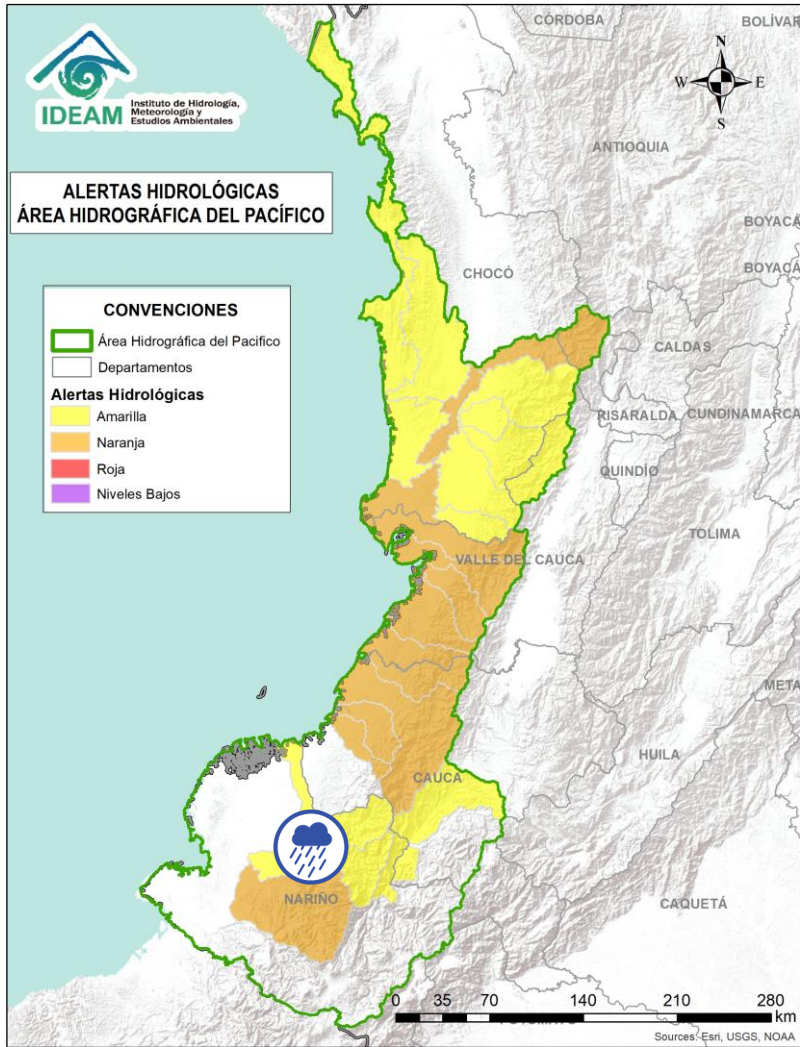 CÓRDOBA
BOLÍVAR
N
W
E
S
IDEAM
Instituto de Hidrología,
Meteorología y
Estudios Ambientales
ANTIOQUIA
ALERTAS HIDROLÓGICAS
ÁREA HIDROGRÁFICA DEL PACÍFICO
BOYACÁ
CHOCÓ
BOYACÁ
CONVENCIONES
Área Hidrográfica del Pacifico
Departamentos
Alertas Hidrológicas
Amarilla
Naranja
Roja
Niveles Bajos
CALDAS
RISARALDA
CUNDINAMARCA
QUINDÍO
TOLIMA
VALLE DEL CAUCA
META
HUILA
CAUCA
NARIÑO
CAQUETÁ
0 35 70 140 210 280
km
Sources: Esri, USGS, NOAA